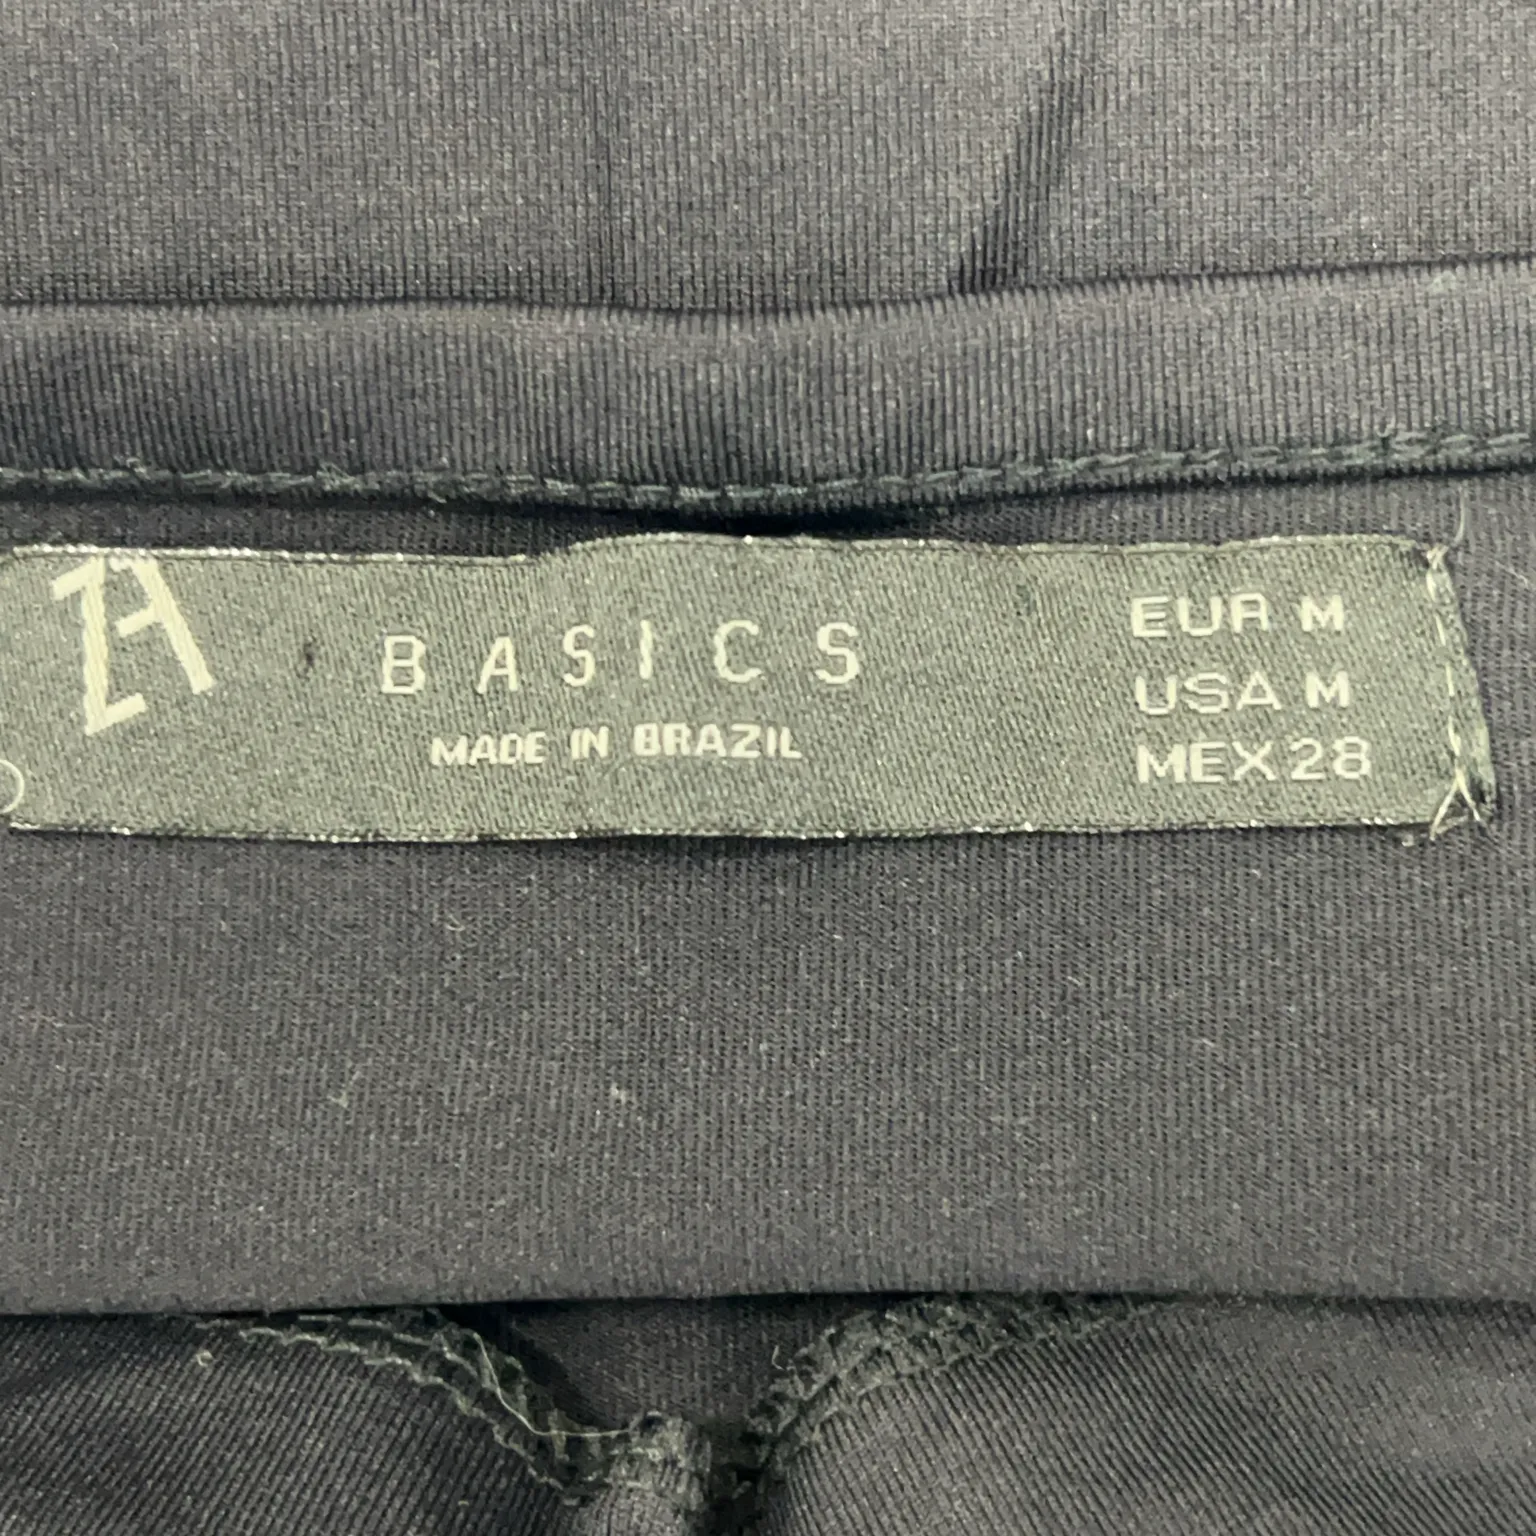 ZA BASICS
MADE IN BRAZIL
EUR M
USA M
MEX 28